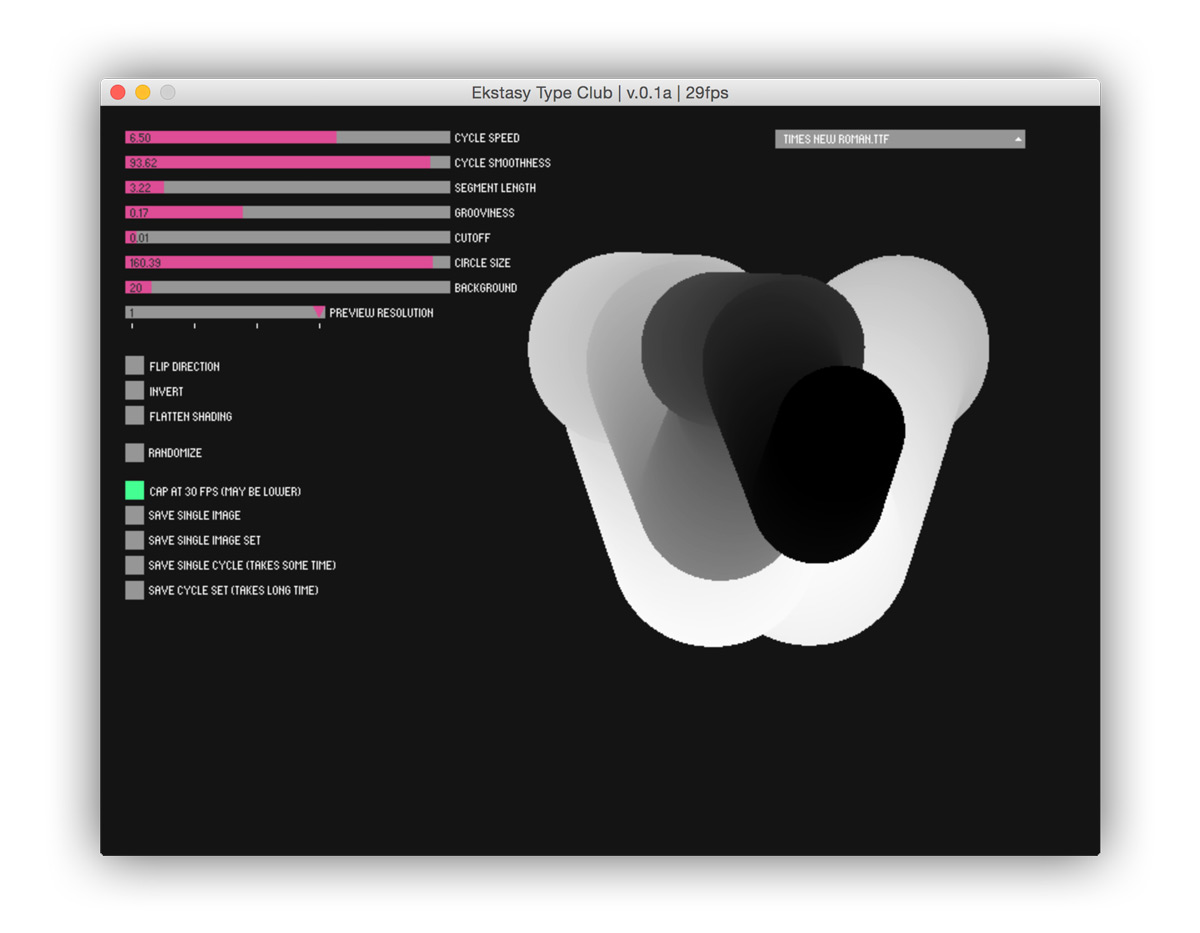 Ekstasy Type Club | v.0.1a | 29fps
6.50 CYCLE SPEED
TIMES NEW ROMAN.TTF
93.62 CYCLE SMOOTHNESS
3.22 SEGMENT LENGTH
0.17 GROOVINESS
0.01 CUTOFF
160.39 CIRCLE SIZE
20 BACKGROUND
1 PREVIEW RESOLUTION
FLIP DIRECTION
INVERT
FLATTEN SHADING
RANDOMIZE
CAP AT 30 FPS (MAY BE LOWER)
SAVE SINGLE IMAGE
SAVE SINGLE IMAGE SET
SAVE SINGLE CYCLE (TAKES SOME TIME)
SAVE CYCLE SET (TAKES LONG TIME)